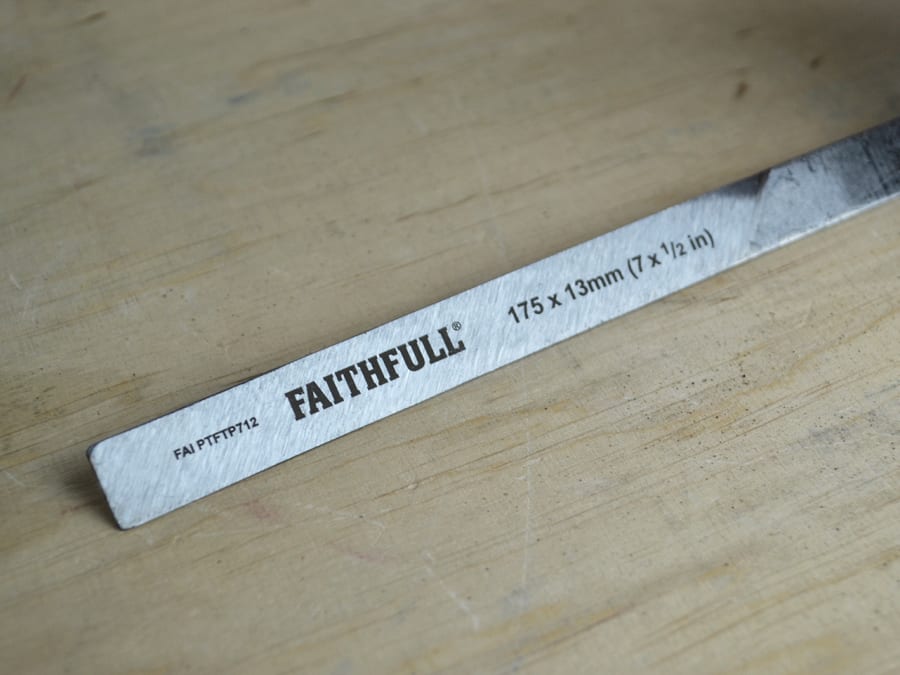 FAI PTFTP712
FAITHFULL®
175 x 13mm (7 x 1/2 in)